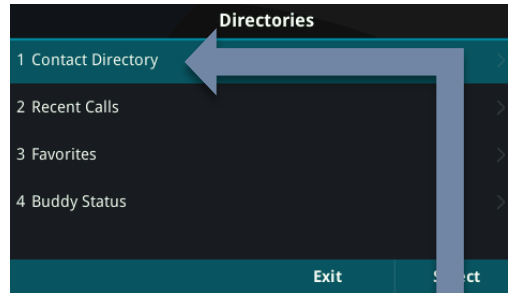 Directories
1 Contact Directory
2 Recent Calls
3 Favorites
4 Buddy Status
Exit